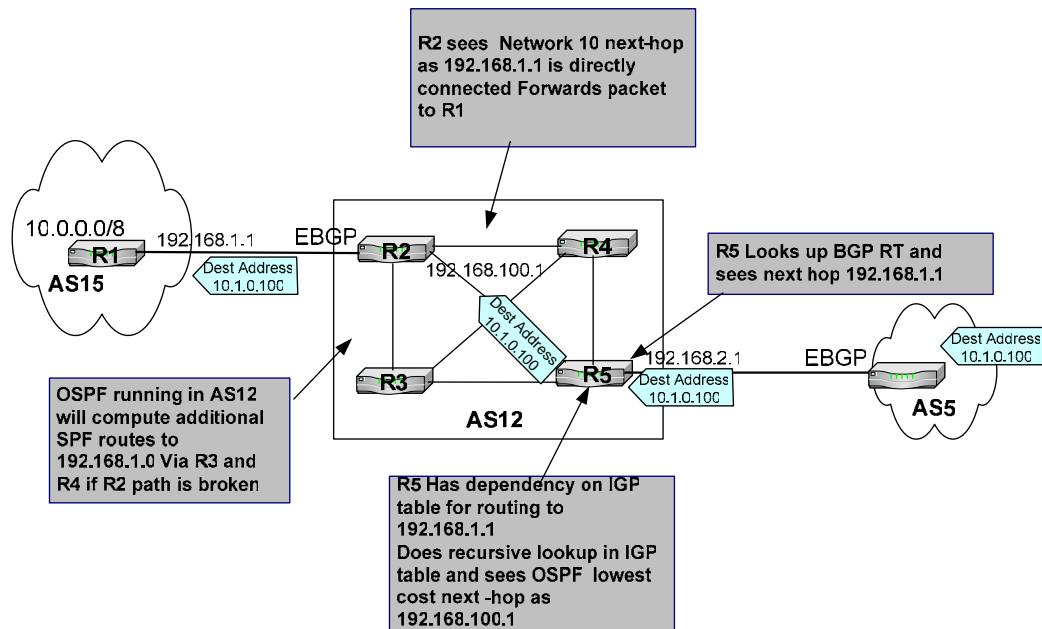 R2 sees Network 10 next-hop
as 192.168.1.1 is directly
connected Forwards packet
to R1
10.0.0.0/8
R1
AS15
192.168.1.1
EBGP
Dest Address
10.1.0.100
R2
R4
192.168.100.1
Dest Address
10.1.0.100
R3
R5
AS12
R5 Looks up BGP RT and
sees next hop 192.168.1.1
192.168.2.1
EBGP
Dest Address
10.1.0.100
Dest Address
10.1.0.100
AS5
OSPF running in AS12
will compute additional
SPF routes to
192.168.1.0 Via R3 and
R4 if R2 path is broken
R5 Has dependency on IGP
table for routing to
192.168.1.1
Does recursive lookup in IGP
table and sees OSPF lowest
cost next -hop as
192.168.100.1